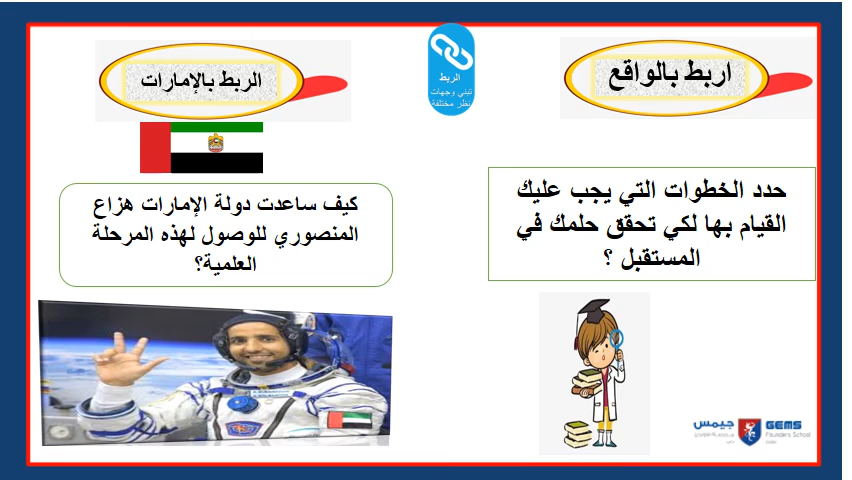 اربط بالواقع
الربط
تبني وجهات
نظر مختلفة
الربط بالإمارات
حدد الخطوات التي يجب عليك
القيام بها لكي تحقق حلمك في
المستقبل ؟
كيف ساعدت دولة الإمارات هزاع
المنصوري للوصول لهذه المرحلة
العلمية؟
جيمس
GEMS
Founders School